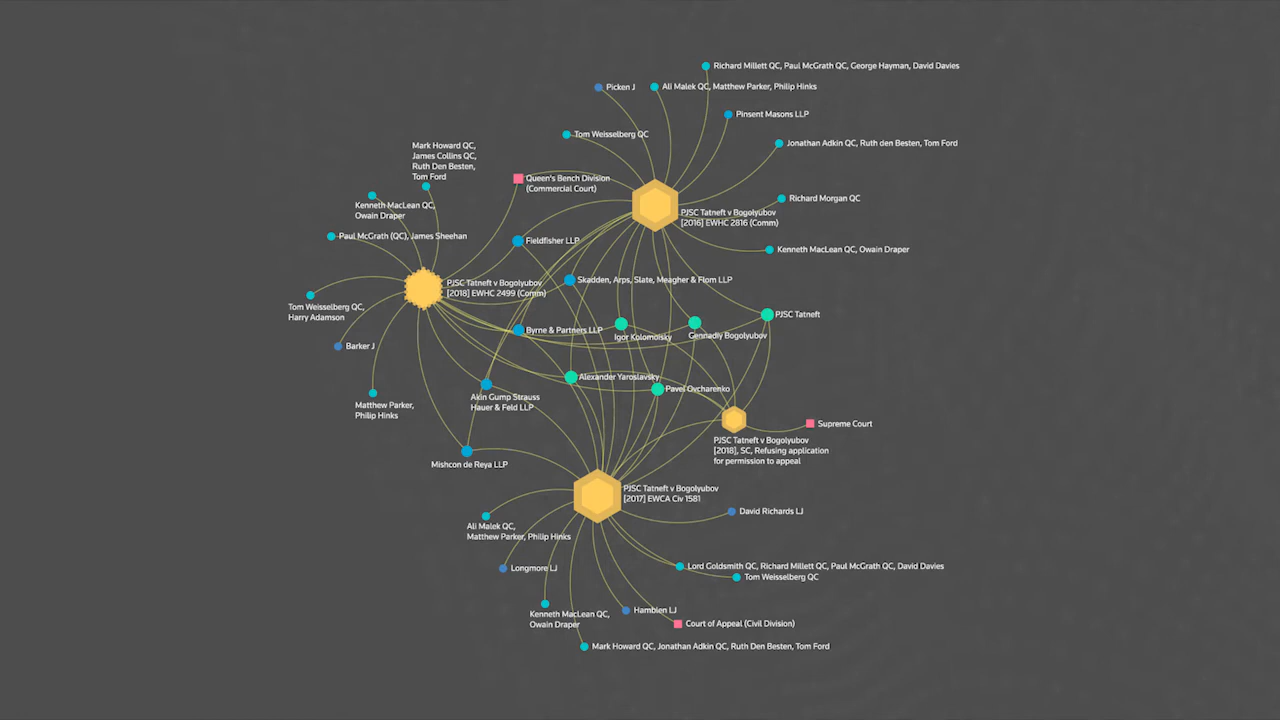 Richard Millett QC, Paul McGrath QC, George Hayman, David Davies
Picken J
Ali Malek QC, Matthew Parker, Philip Hinks
Pinsent Masons LLP
Tom Weisselberg QC
Jonathan Adkin QC, Ruth den Besten, Tom Ford
Mark Howard QC,
James Collins QC,
Ruth Den Besten,
Tom Ford
Queen's Bench Division
(Commercial Court)
Richard Morgan QC
Kenneth MacLean QC,
Owain Draper
PJSC Tatneft v Bogolyubov
[2016] EWHC 2816 (Comm)
Paul McGrath (QC), James Sheehan
Fieldfisher LLP
Kenneth MacLean QC, Owain Draper
PJSC Tatneft v Bogolyubov
[2018] EWHC 2499 (Comm)
Skadden, Arps, Slate, Meagher & Flom LLP
Tom Weisselberg QC,
Harry Adamson
PJSC Tatneft
Byrne & Partners LLP
Igor Kolomoisky
Gennadiy Bogolyubov
Barker J
Alexander Yaroslavsky
Pavel Ovcharenko
Akin Gump Strauss
Hauer & Feld LLP
Matthew Parker,
Philip Hinks
Supreme Court
PJSC Tatneft v Bogolyubov
[2018], SC, Refusing application
for permission to appeal
Mishcon de Reya LLP
PJSC Tatneft v Bogolyubov
[2017] EWCA Civ 1581
David Richards LJ
Ali Malek QC,
Matthew Parker, Philip Hinks
Longmore LJ
Lord Goldsmith QC, Richard Millett QC, Paul McGrath QC, David Davies
Tom Weisselberg QC
Kenneth MacLean QC,
Owain Draper
Hamblen LJ
Court of Appeal (Civil Division)
Mark Howard QC, Jonathan Adkin QC, Ruth Den Besten, Tom Ford